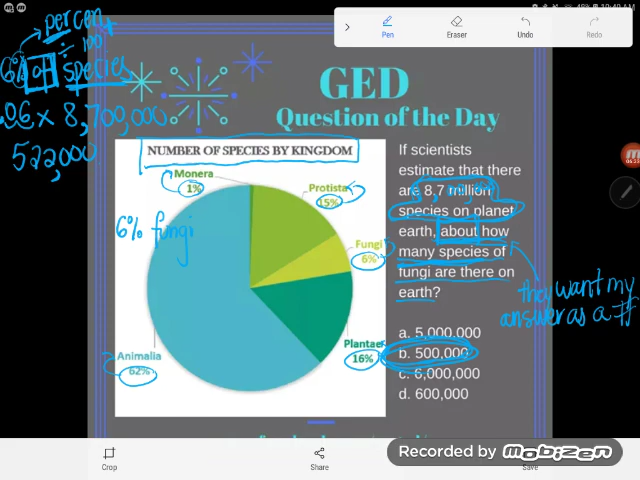 48% 10:49 AM
Pen
Eraser
Undo
Redo
percent
÷ 100
6% of species
.06 × 8,700,000
522,000
GED
Question of the Day
NUMBER OF SPECIES BY KINGDOM
Monera
1%
Protista
15%
Fungi
6%
Plantae
16%
Animalia
62%
6% fungi
If scientists
estimate that there
are 8.7 million
species on planet
earth, about how
many species of
fungi are there on
earth?
a. 5,000,000
b. 500,000
c. 6,000,000
d. 600,000
they want my
answer as a #
Crop
Share
Save
Recorded by Mobizen